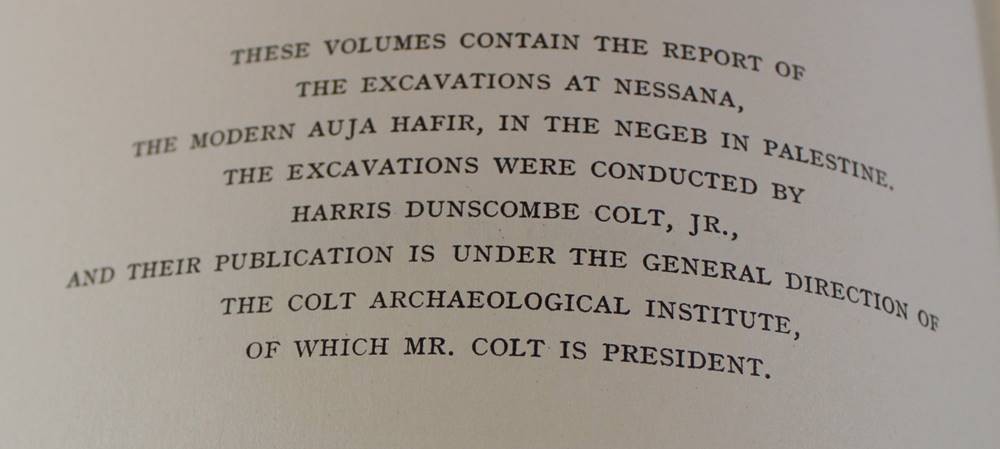 THESE VOLUMES CONTAIN THE REPORT OF
THE EXCAVATIONS AT NESSANA,
THE MODERN AUJA HAFIR, IN THE NEGEB IN PALESTINE.
THE EXCAVATIONS WERE CONDUCTED BY
HARRIS DUNSCOMBE COLT, JR.,
AND THEIR PUBLICATION IS UNDER THE GENERAL DIRECTION OF
THE COLT ARCHAEOLOGICAL INSTITUTE,
OF WHICH MR. COLT IS PRESIDENT.